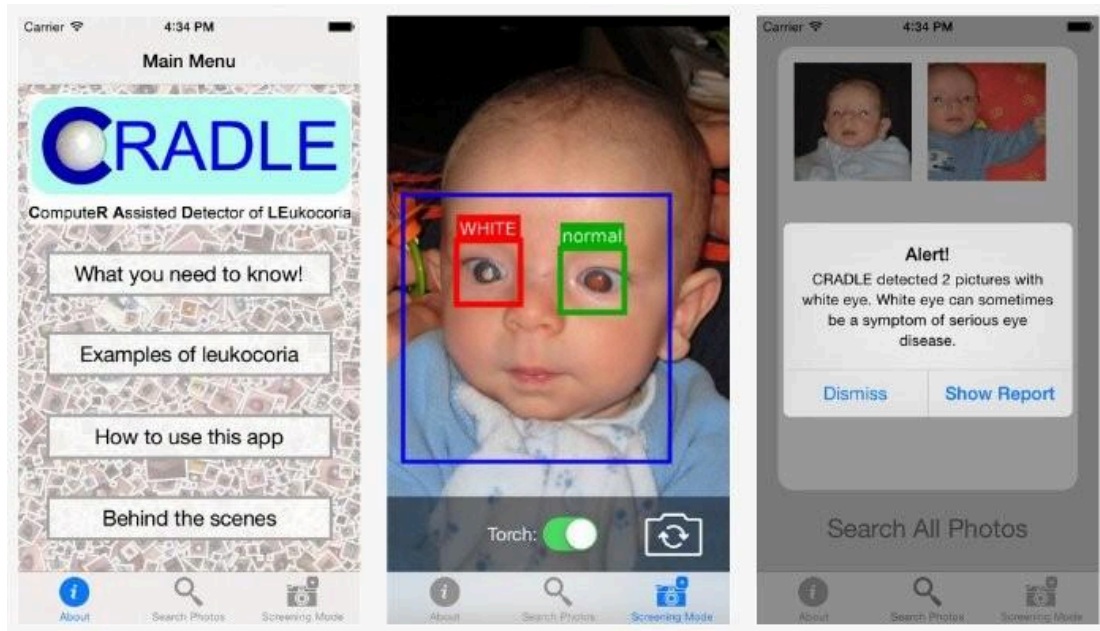 Carrier 4:34 PM
Main Menu
CRADLE
ComputeR Assisted Detector of LEukocoria
What you need to know!
Examples of leukocoria
How to use this app
Behind the scenes
About Search Photos Screening Mode
WHITE normal
Torch:
About Search Photos Screening Mode
Carrier 4:34 PM
Alert!
CRADLE detected 2 pictures with
white eye. White eye can sometimes
be a symptom of serious eye
disease.
Dismiss Show Report
Search All Photos
About Search Photos Screening Mode